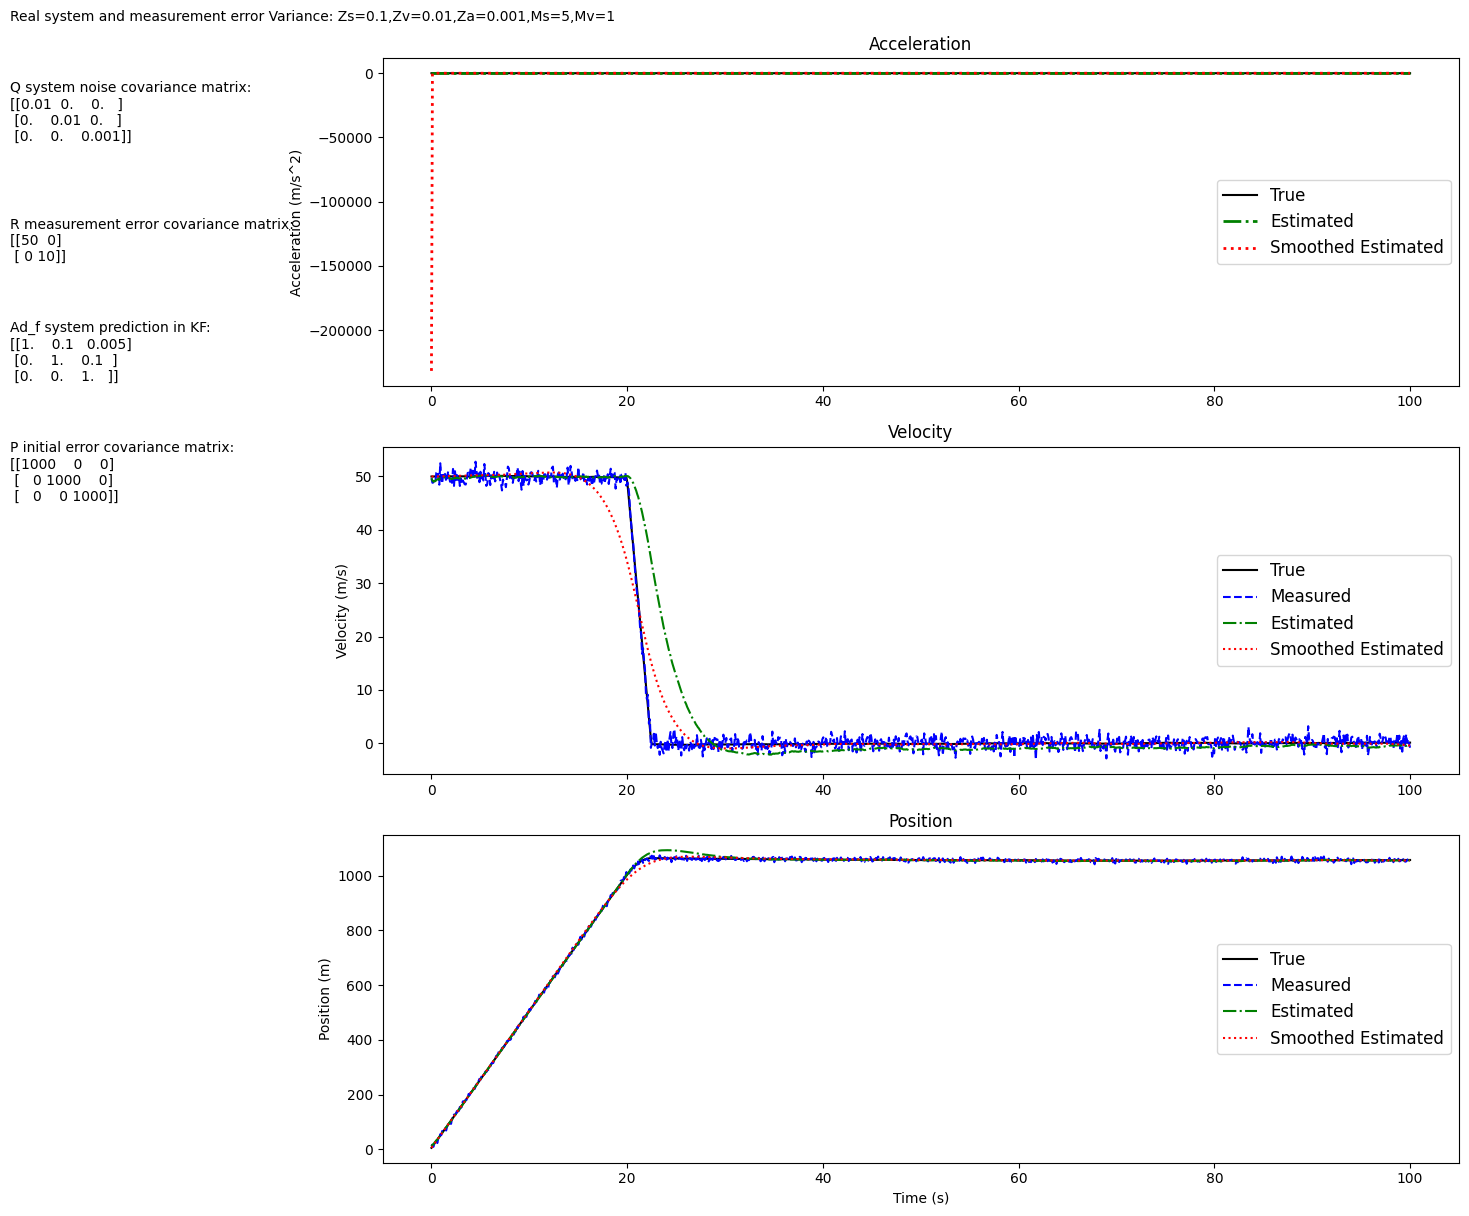 Real system and measurement error Variance: Zs=0.1,Zv=0.01,Za=0.001,Ms=5,Mv=1
Q system noise covariance matrix:
[[0.01  0.    0.   ]
 [0.    0.01  0.   ]
 [0.    0.    0.001]]
R measurement error covariance matrix:
[[50  0]
 [ 0 10]]
Ad_f system prediction in KF:
[[1.    0.1   0.005]
 [0.    1.    0.1  ]
 [0.    0.    1.   ]]
P initial error covariance matrix:
[[1000    0    0]
 [   0 1000    0]
 [   0    0 1000]]
Acceleration
Acceleration (m/s^2)
0
−50000
−100000
−150000
−200000
0 20 40 60 80 100
True
Estimated
Smoothed Estimated
Velocity
Velocity (m/s)
50
40
30
20
10
0
0 20 40 60 80 100
True
Measured
Estimated
Smoothed Estimated
Position
Position (m)
1000
800
600
400
200
0
0 20 40 60 80 100
Time (s)
True
Measured
Estimated
Smoothed Estimated